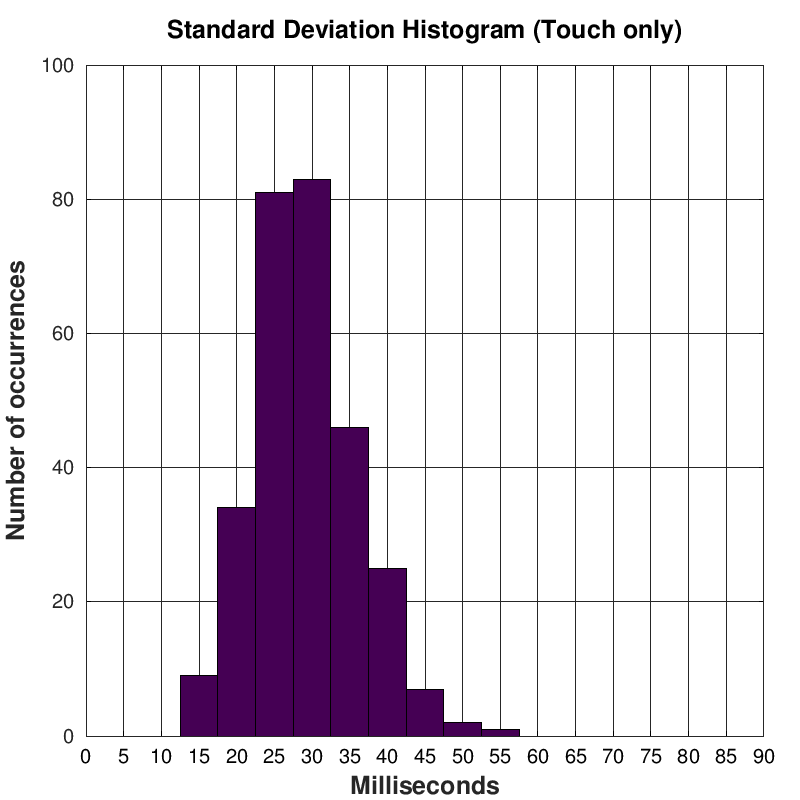 Standard Deviation Histogram (Touch only)
100
80
60
40
20
0
Number of occurrences
0 5 10 15 20 25 30 35 40 45 50 55 60 65 70 75 80 85 90
Milliseconds